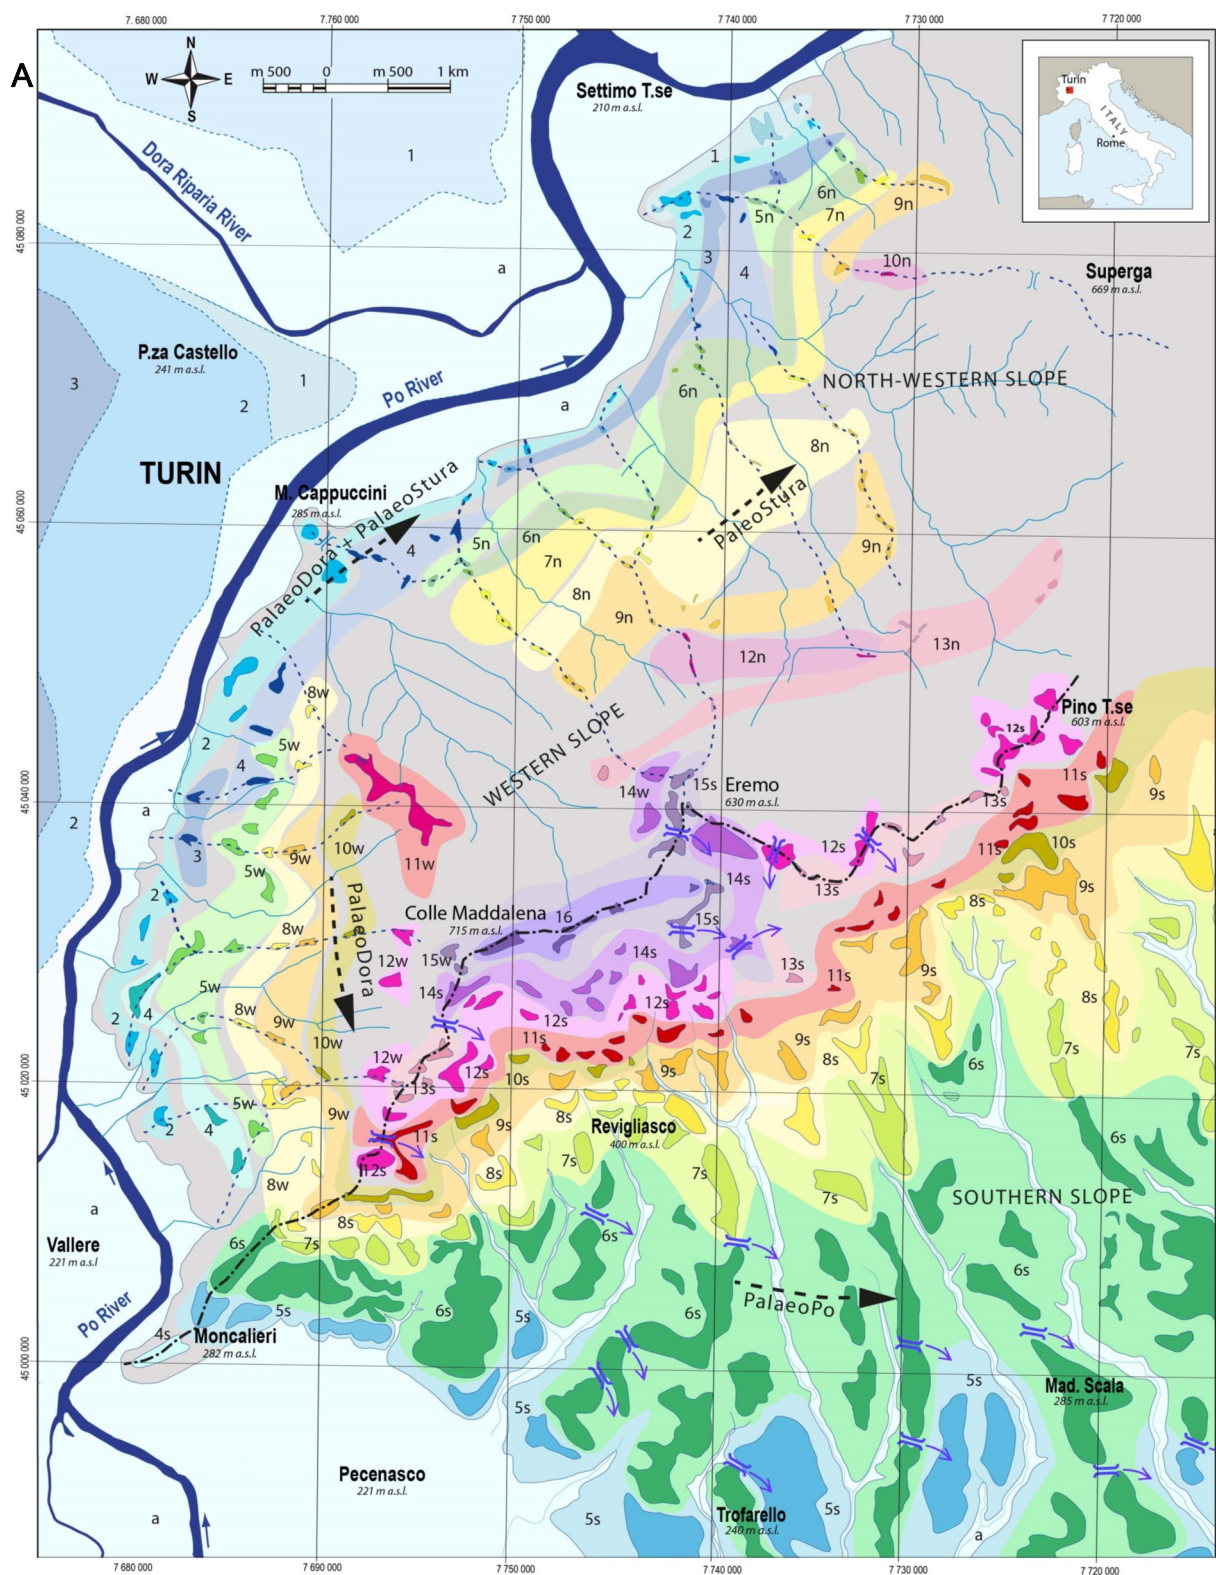 A
7. 680 000
7.760 000
7 750 000
7 740 000
7 730 000
7 720 000
N
W E
S
m 500 0 m 500 1 km
Settimo T.se
210 m a.s.l.
Turin
ITALY
Rome
Dora Riparia River
1
1
6n
5n
7n
9n
2
3
4
10n
a
Superga
669 m a.s.l.
45 080 000
P.za Castello
241 m a.s.l.
3
1
2
Po River
a
6n
NORTH-WESTERN SLOPE
TURIN
8n
M. Cappuccini
285 m a.s.l.
PalaeoDora + PalaeoStura
PaleoStura
45 060 000
4
5n
6n
7n
8n
9n
9n
12n
13n
8w
Pino T.se
603 m a.s.l.
12s
2
5w
4
WESTERN SLOPE
14w
15s
Eremo
630 m a.s.l.
11s
9s
13s
45 040 000
a
2
3
9w
10w
11w
12s
11s
10s
5w
14s
13s
9s
2
PalaeoDora
Colle Maddalena
715 m a.s.l.
16
15s
8s
8w
12w
15w
14s
13s
11s
9s
5w
14s
8s
2
4
8w
9w
10w
12s
12s
11s
9s
8s
7s
7s
12w
13s
12s
10s
9s
7s
6s
45 020 000
5w
9w
11s
9s
8s
Revigliasco
400 m a.s.l.
2
4
6s
12s
8s
7s
7s
7s
SOUTHERN SLOPE
8w
a
8s
Vallere
221 m a.s.l
6s
7s
6s
6s
Po River
5s
6s
5s
6s
PalaeoPo
4s
Moncalieri
282 m a.s.l.
45 000 000
5s
5s
Mad. Scala
285 m a.s.l.
Pecenasco
221 m a.s.l.
a
5s
Trofarello
240 m a.s.l.
5s
a
7 680 000
7 690 000
7 750 000
7 740 000
7 730 000
7 720 000